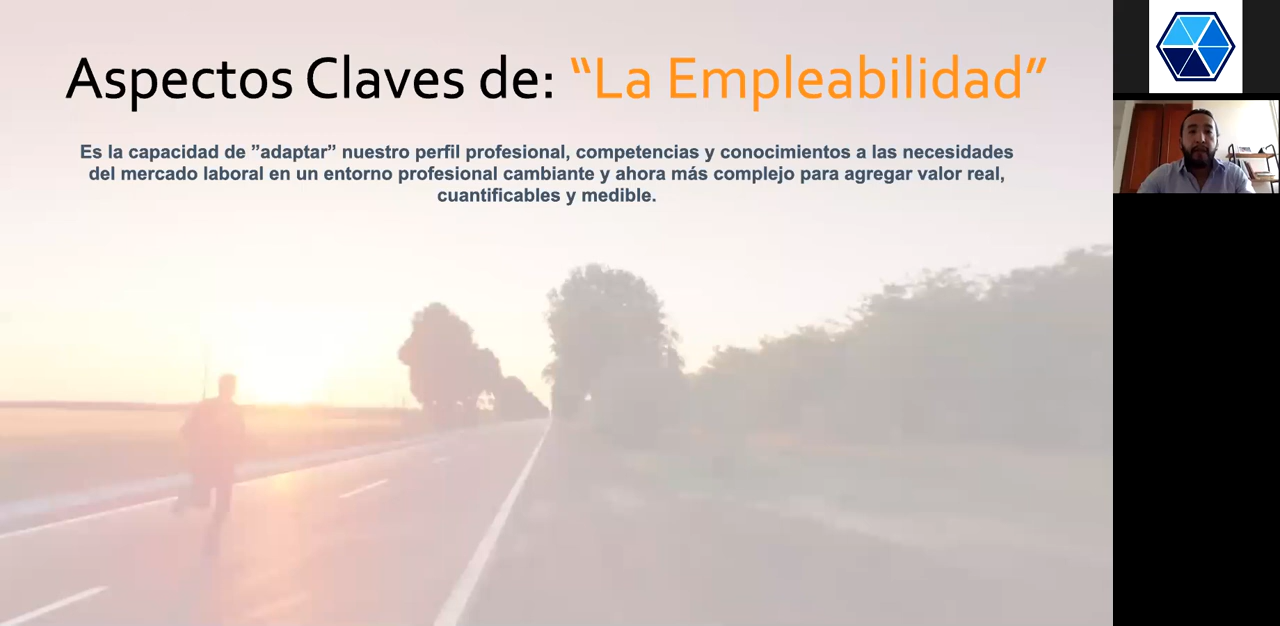 Aspectos Claves de: “La Empleabilidad”
Es la capacidad de ”adaptar” nuestro perfil profesional, competencias y conocimientos a las necesidades
del mercado laboral en un entorno profesional cambiante y ahora más complejo para agregar valor real,
cuantificables y medible.